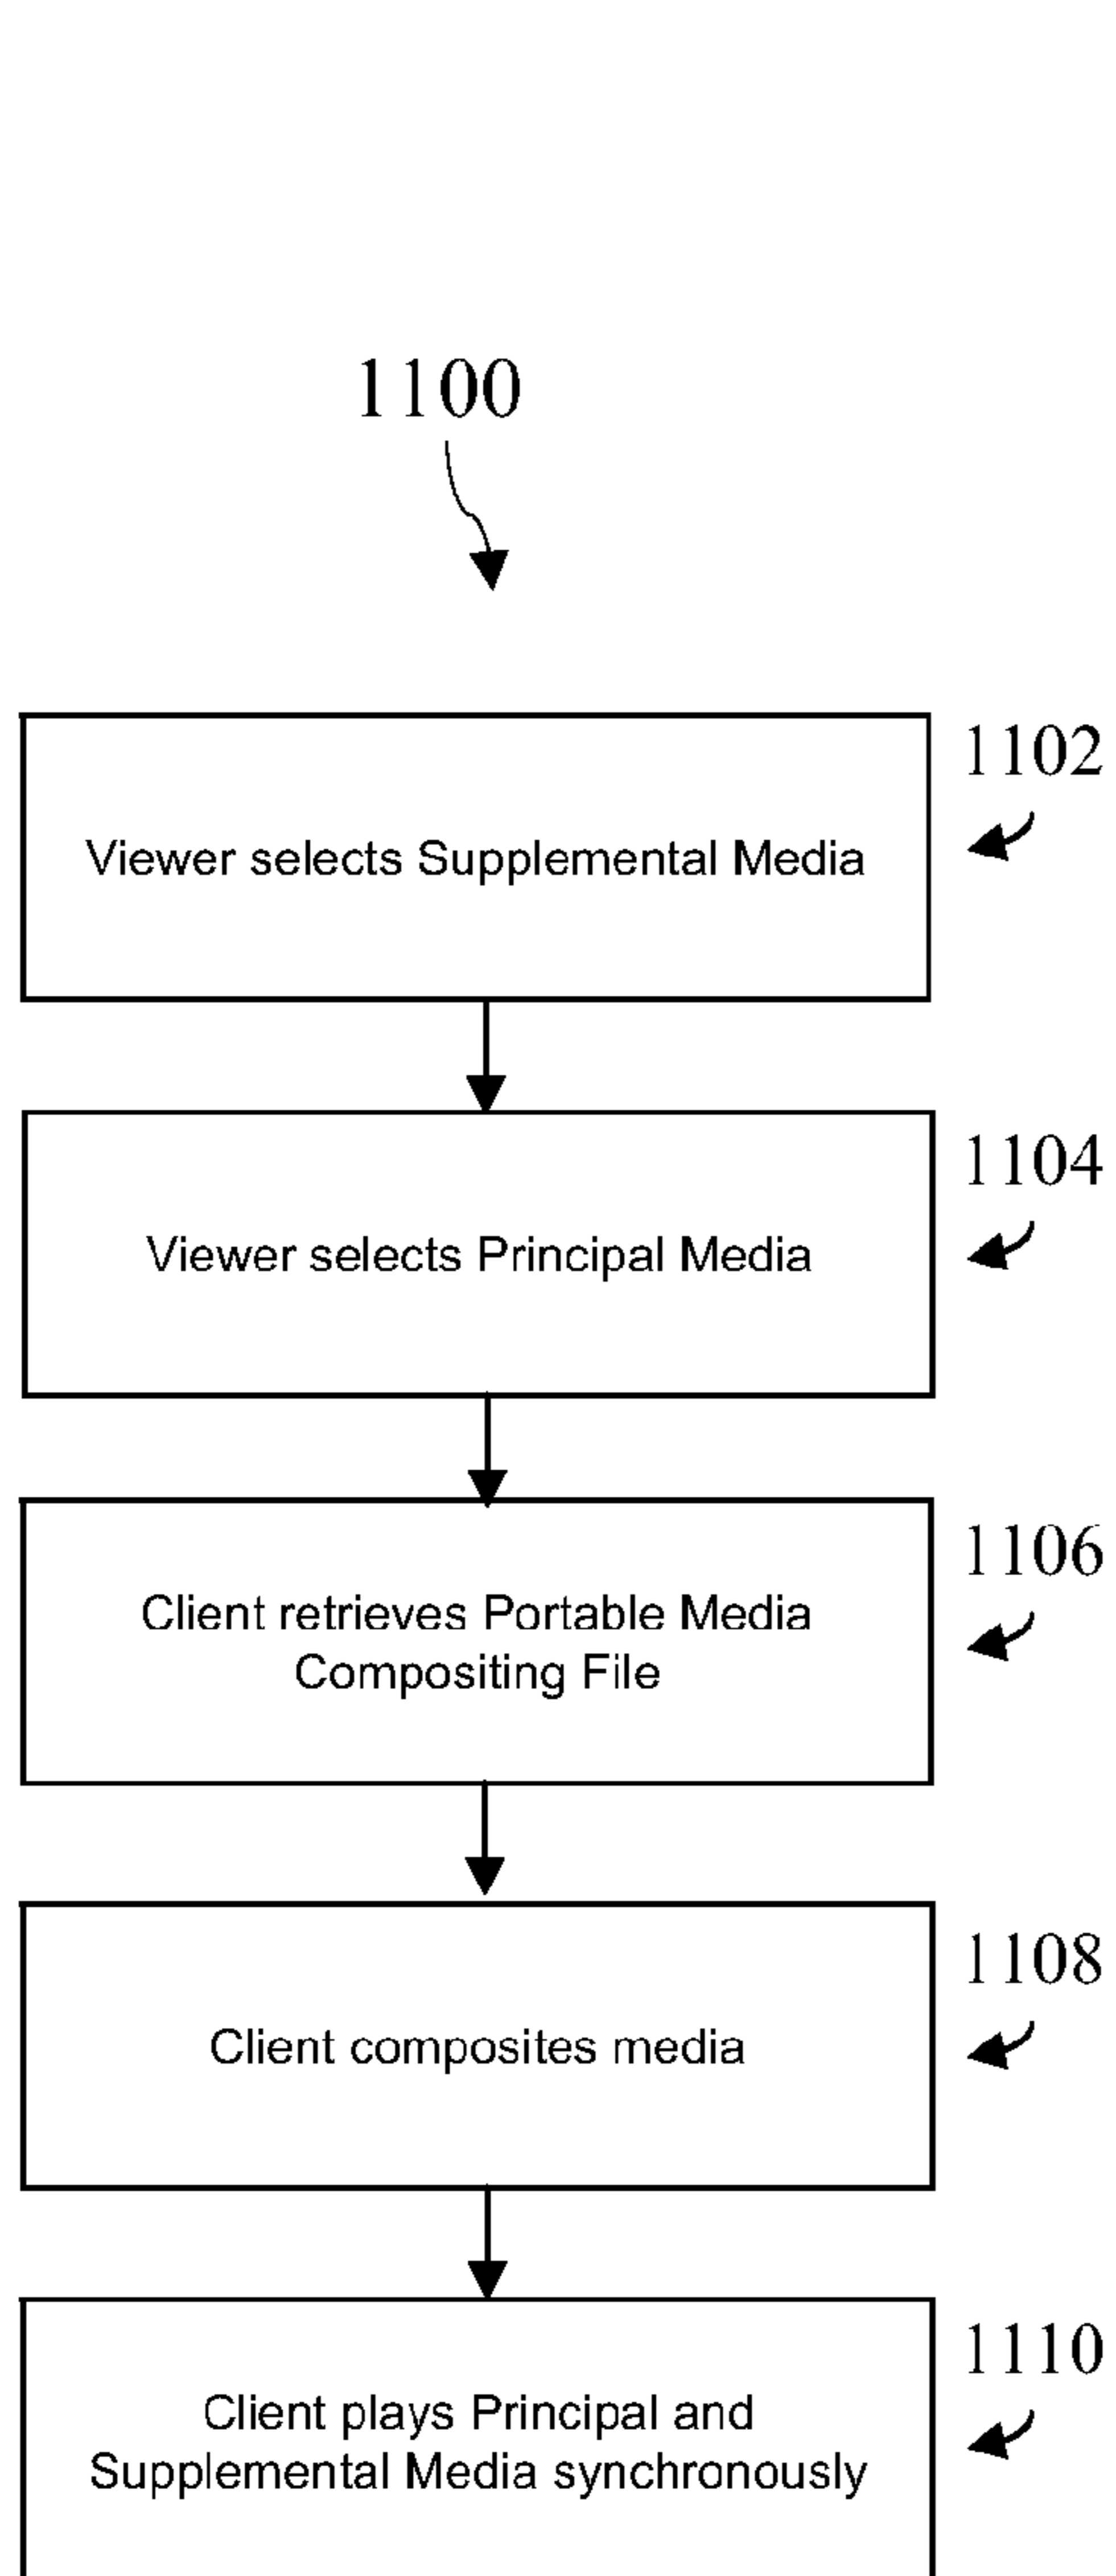 1100
1102
Viewer selects Supplemental Media
1104
Viewer selects Principal Media
1106
Client retrieves Portable Media
Compositing File
1108
Client composites media
1110
Client plays Principal and
Supplemental Media synchronously